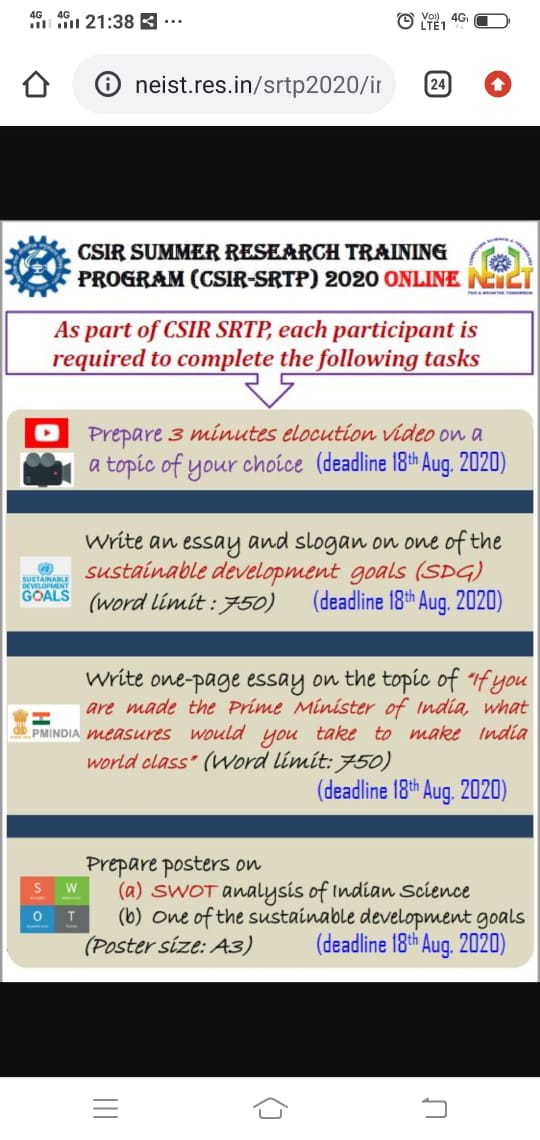 4G 4G 21:38 ...
Vo)) LTE1 4G
neist.res.in/srtp2020/ir
24
CSIR SUMMER RESEARCH TRAINING
PROGRAM (CSIR-SRTP) 2020 ONLINE
NEIST
As part of CSIR SRTP, each participant is
required to complete the following tasks
Prepare 3 minutes elocution video on a
a topic of your choice (deadline 18th Aug. 2020)
SUSTAINABLE
DEVELOPMENT
GOALS
Write an essay and slogan on one of the
sustainable development goals (SDG)
(word limit : 750) (deadline 18th Aug. 2020)
PMINDIA
Write one-page essay on the topic of "If you
are made the Prime Minister of India, what
measures would you take to make India
world class" (Word limit: 750)
(deadline 18th Aug. 2020)
S W
O T
Prepare posters on
(a) SWOT analysis of Indian Science
(b) One of the sustainable development goals
(Poster size: A3) (deadline 18th Aug. 2020)